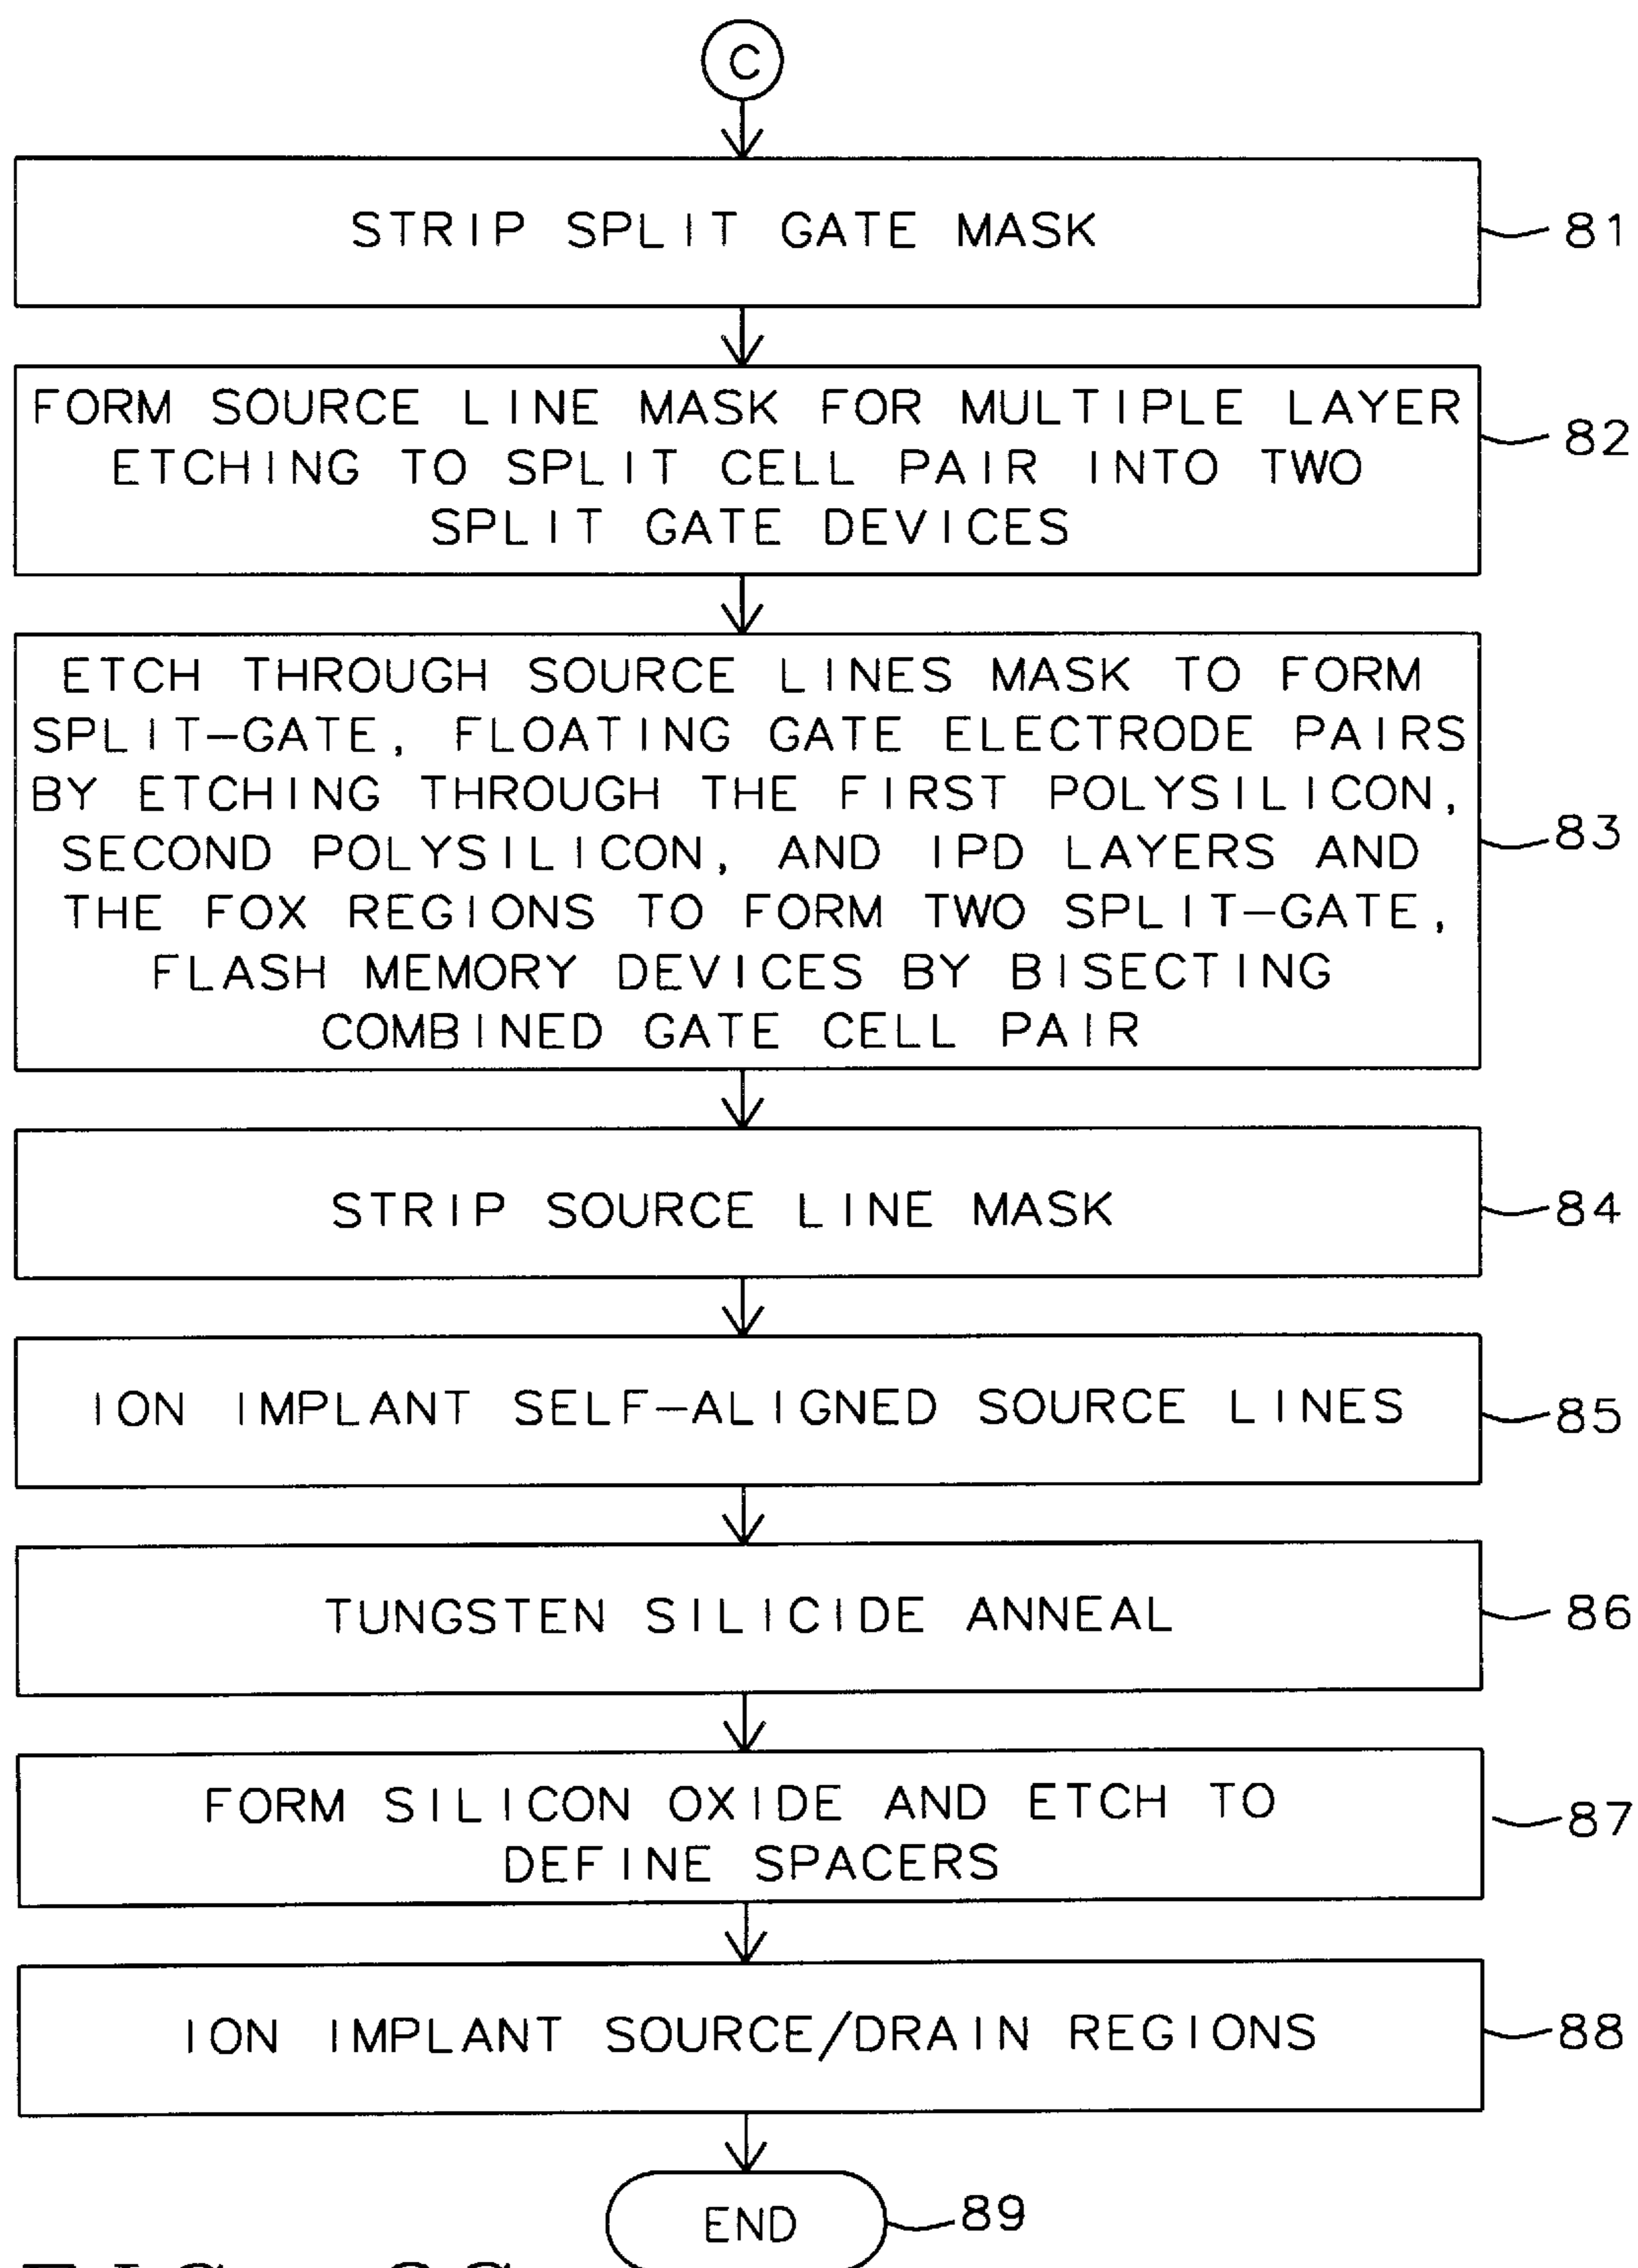 C
STRIP SPLIT GATE MASK
81
FORM SOURCE LINE MASK FOR MULTIPLE LAYER
ETCHING TO SPLIT CELL PAIR INTO TWO
SPLIT GATE DEVICES
82
ETCH THROUGH SOURCE LINES MASK TO FORM
SPLIT-GATE, FLOATING GATE ELECTRODE PAIRS
BY ETCHING THROUGH THE FIRST POLYSILICON,
SECOND POLYSILICON, AND IPD LAYERS AND
THE FOX REGIONS TO FORM TWO SPLIT-GATE,
FLASH MEMORY DEVICES BY BISECTING
COMBINED GATE CELL PAIR
83
STRIP SOURCE LINE MASK
84
ION IMPLANT SELF-ALIGNED SOURCE LINES
85
TUNGSTEN SILICIDE ANNEAL
86
FORM SILICON OXIDE AND ETCH TO
DEFINE SPACERS
87
ION IMPLANT SOURCE/DRAIN REGIONS
88
END
89